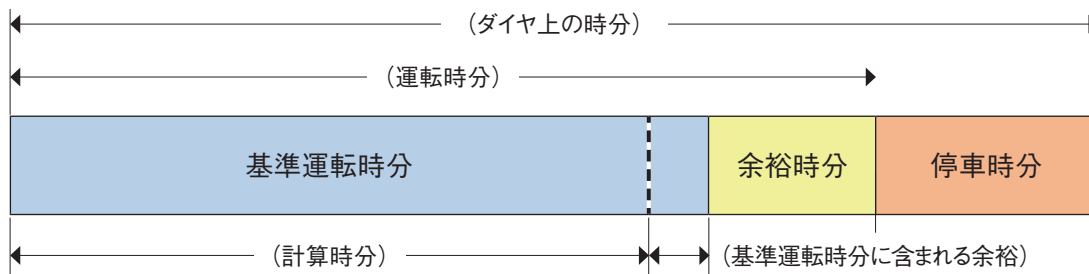 (ダイヤ上の時分)
(運転時分)
基準運転時分
余裕時分
停車時分
(計算時分)
(基準運転時分に含まれる余裕)